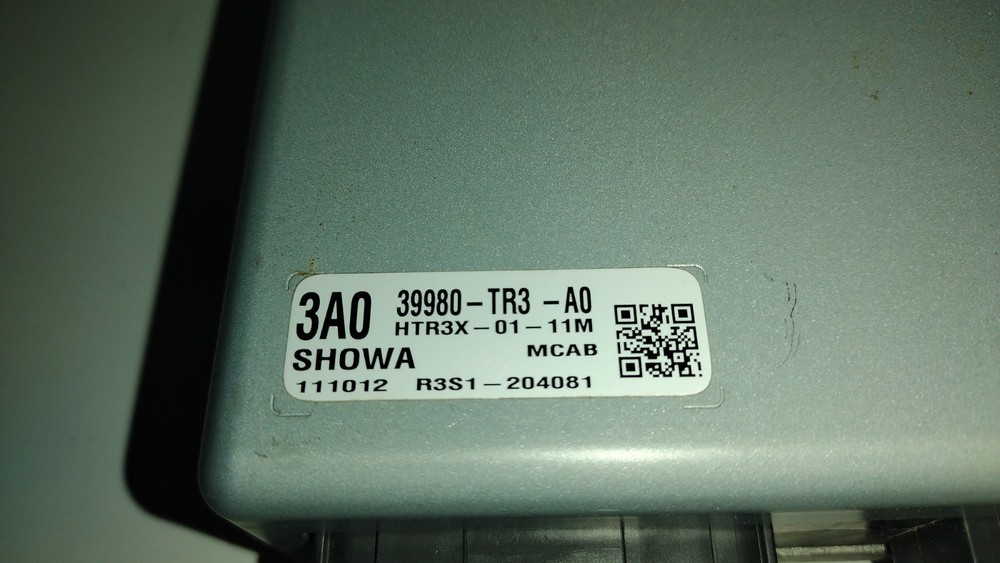 3A0 39980-TR3 -A0
HTR3X-01-11M
SHOWA MCAB
111012 R3S1-204081